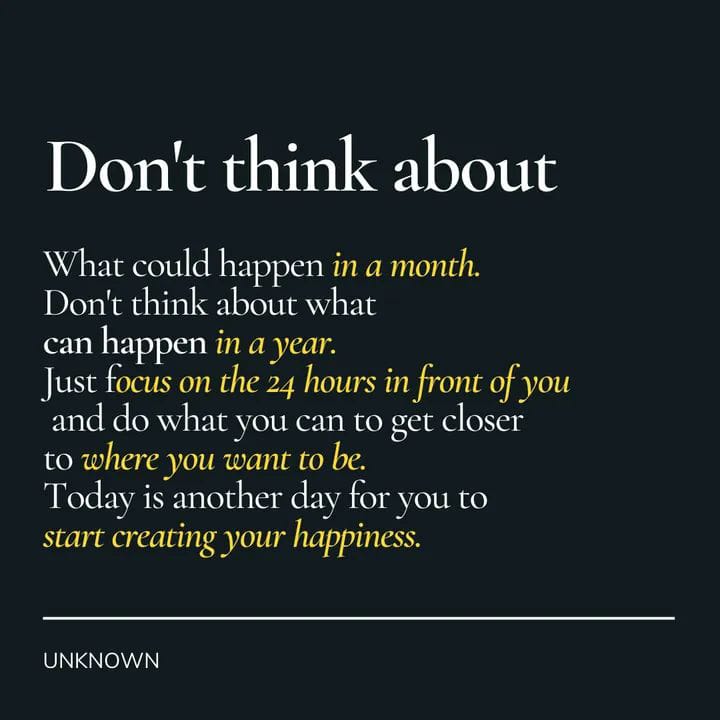 Don't think about
What could happen in a month.
Don't think about what
can happen in a year.
Just focus on the 24 hours in front of you
and do what you can to get closer
to where you want to be.
Today is another day for you to
start creating your happiness.
UNKNOWN